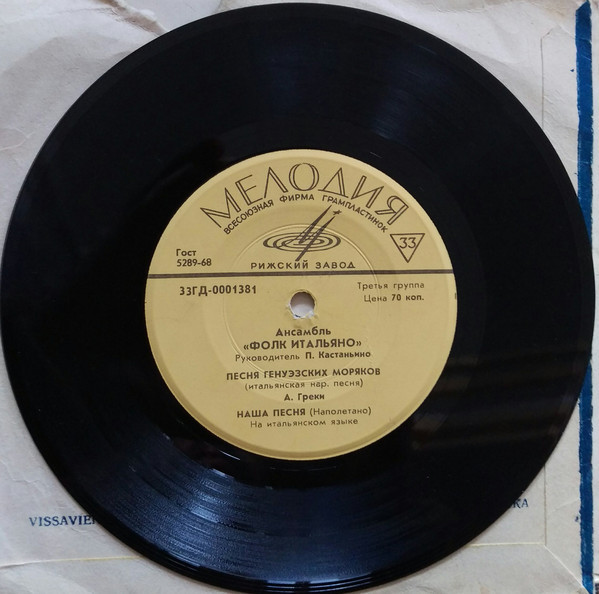 МЕЛОДИЯ
ВСЕСОЮЗНАЯ ФИРМА ГРАМПЛАСТИНОК
33
Гост
5289-68
РИЖСКИЙ ЗАВОД
33ГД-0001381
Третья группа
Цена 70 коп.
Ансамбль
«ФОЛК ИТАЛЬЯНО»
Руководитель П. Кастаньино
ПЕСНЯ ГЕНУЭЗСКИХ МОРЯКОВ
(итальянская нар. песня)
А. Греки
НАША ПЕСНЯ (Наполетано)
На итальянском языке